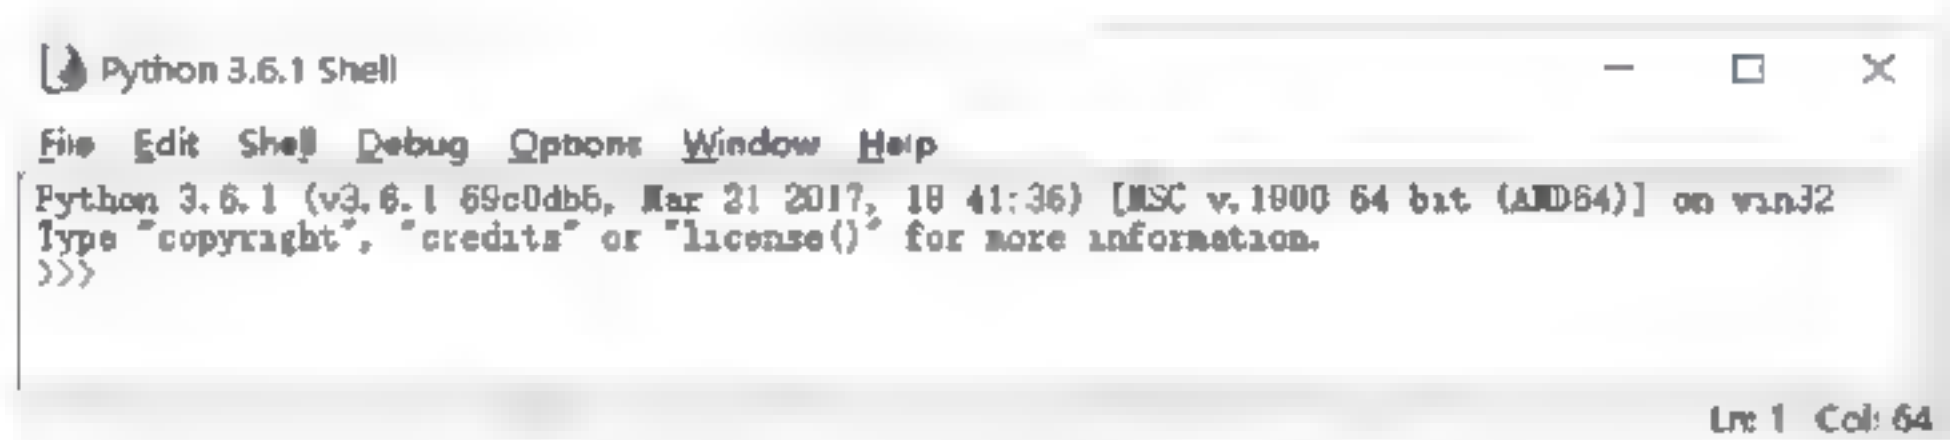 Python 3.6.1 Shell
File Edit Shell Debug Options Window Help
Python 3.6.1 (v3.6.1:69c0db5, Mar 21 2017, 18:41:36) [MSC v.1900 64 bit (AMD64)] on win32
Type "copyright", "credits" or "license()" for more information.
>>>
Ln: 1 Col: 64